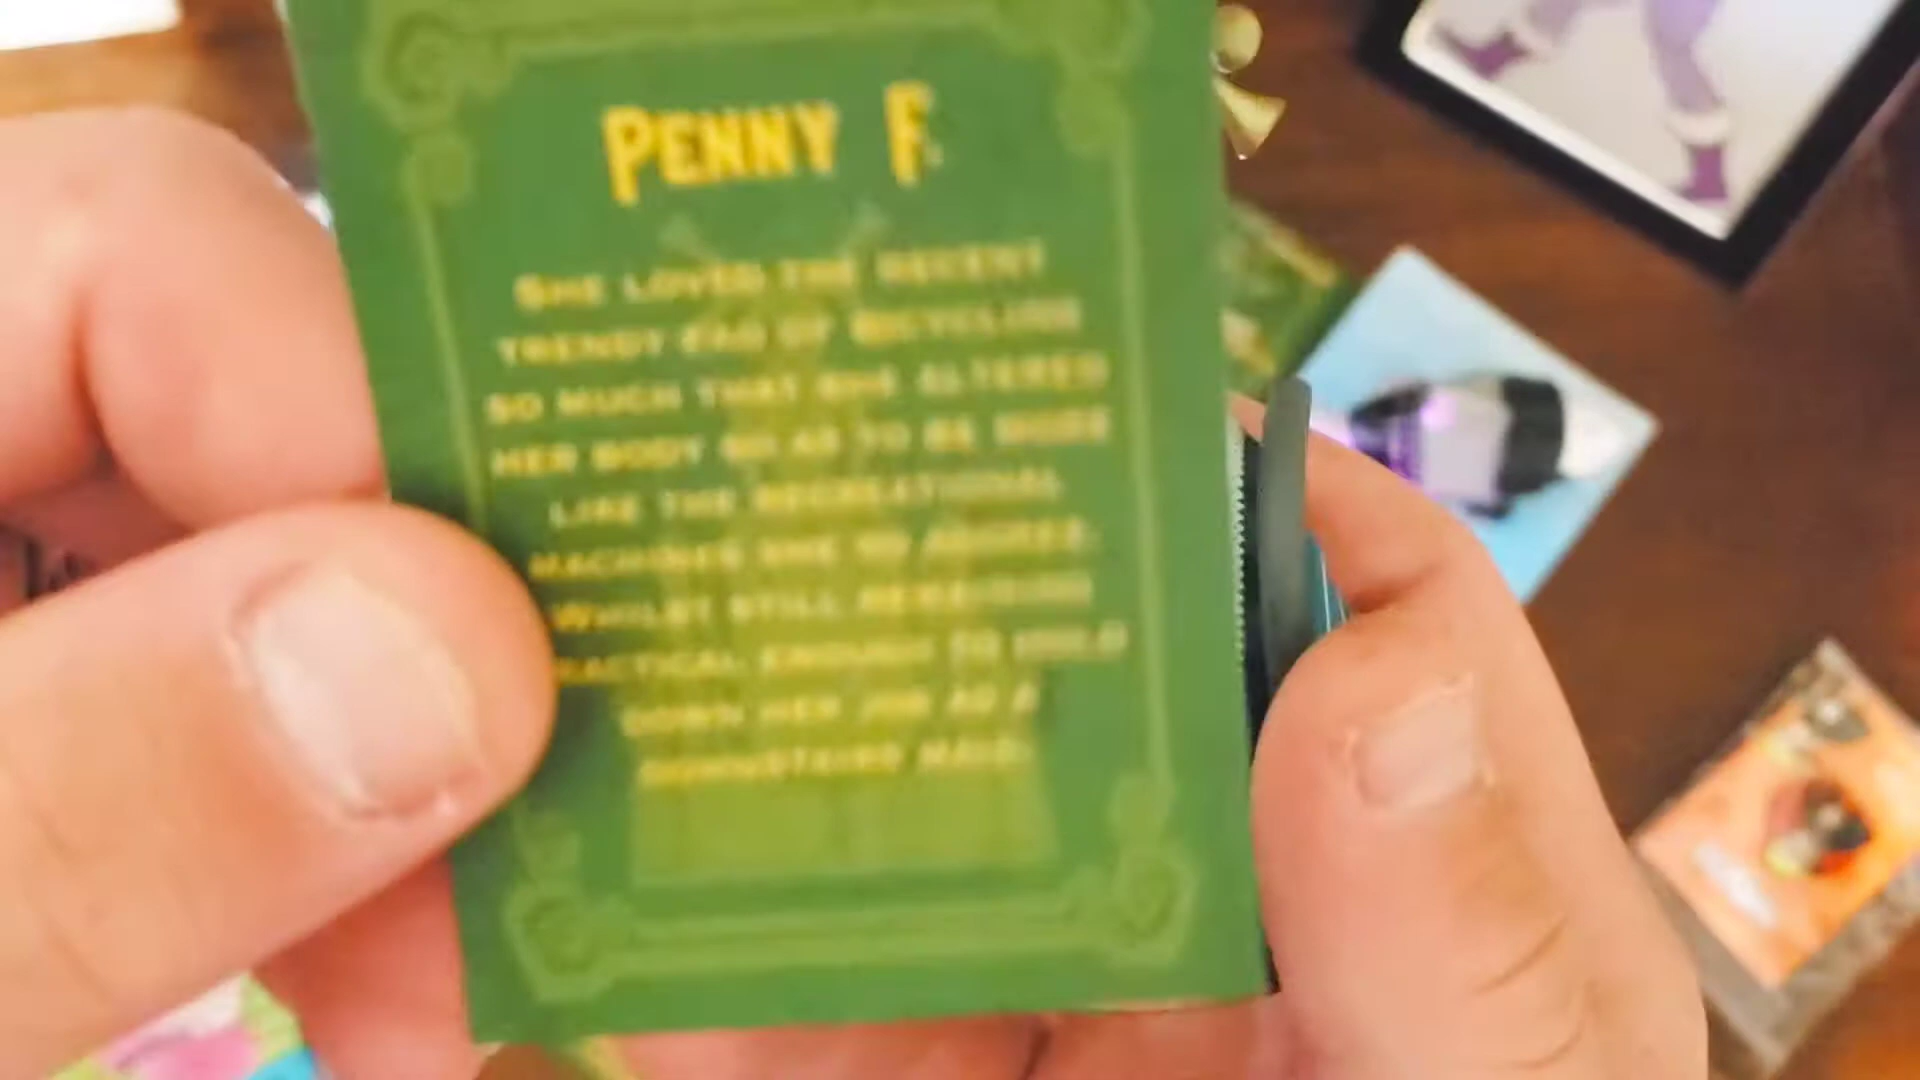 PENNY F.
SHE LOVED THE RECENT
TRENDY FAD OF BICYCLING
SO MUCH THAT SHE ALTERED
HER BODY SO AS TO BE MORE
LIKE THE RECREATIONAL
MACHINES SHE SO ADORED,
WHILST STILL REMAINING
PRACTICAL ENOUGH TO HOLD
DOWN HER JOB AS A
DOWNSTAIRS MAID.